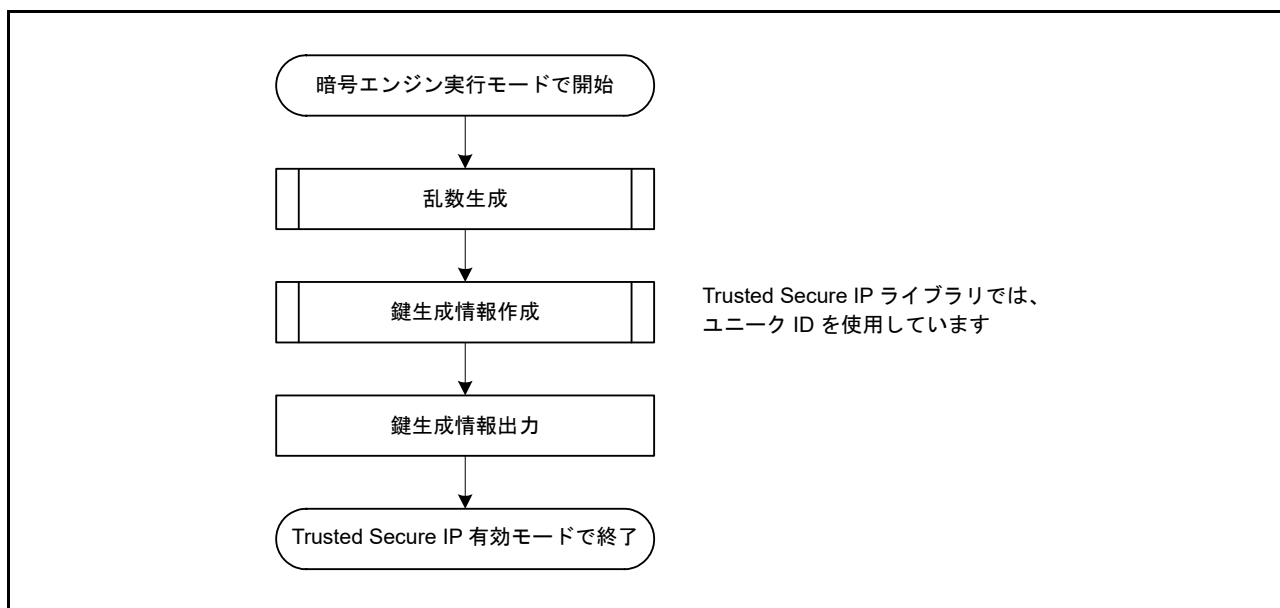 暗号エンジン実行モードで開始
乱数生成
鍵生成情報作成
Trusted Secure IP ライブラリでは、
ユニーク ID を使用しています
鍵生成情報出力
Trusted Secure IP 有効モードで終了